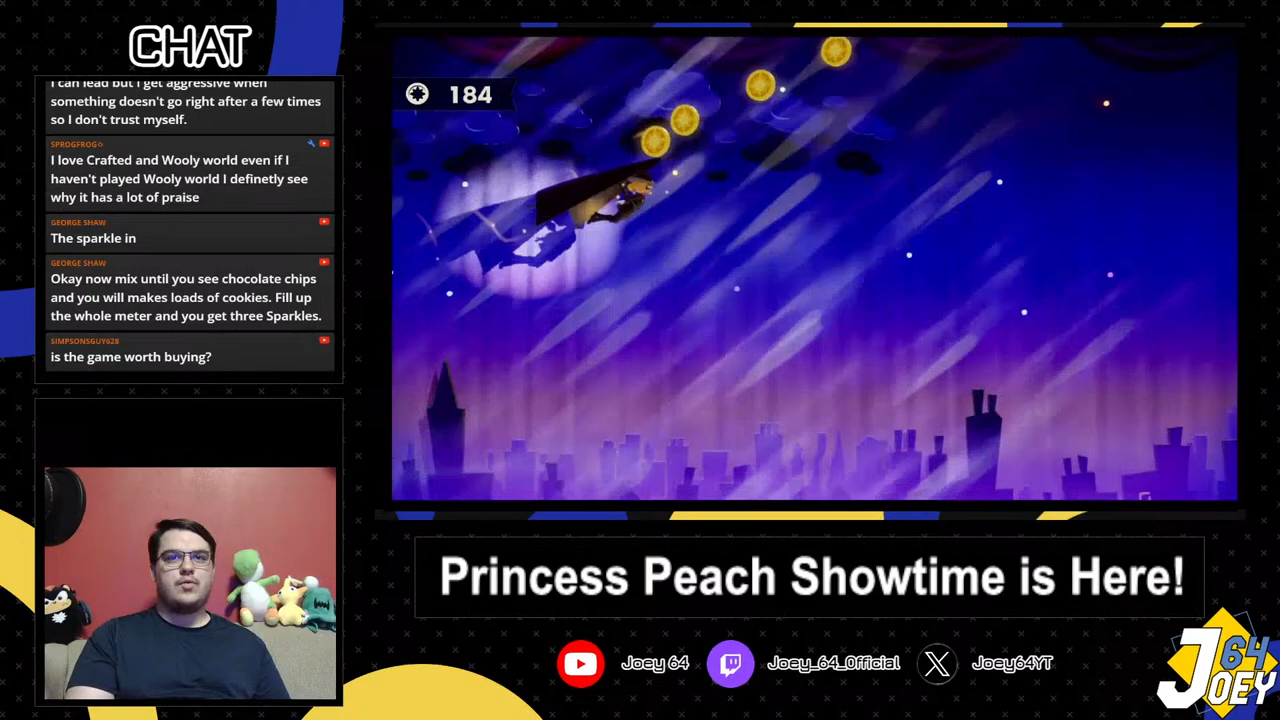 CHAT
I can lead but I get aggressive when
something doesn't go right after a few times
so I don't trust myself.
SPROGFROG
I love Crafted and Wooly world even if I
haven't played Wooly world I definetly see
why it has a lot of praise
GEORGE SHAW
The sparkle in
GEORGE SHAW
Okay now mix until you see chocolate chips
and you will makes loads of cookies. Fill up
the whole meter and you get three Sparkles.
SIMPSONSGUY628
is the game worth buying?
184
Princess Peach Showtime is Here!
Joey 64
Joey_64_Official
Joey64YT
64
JOEY